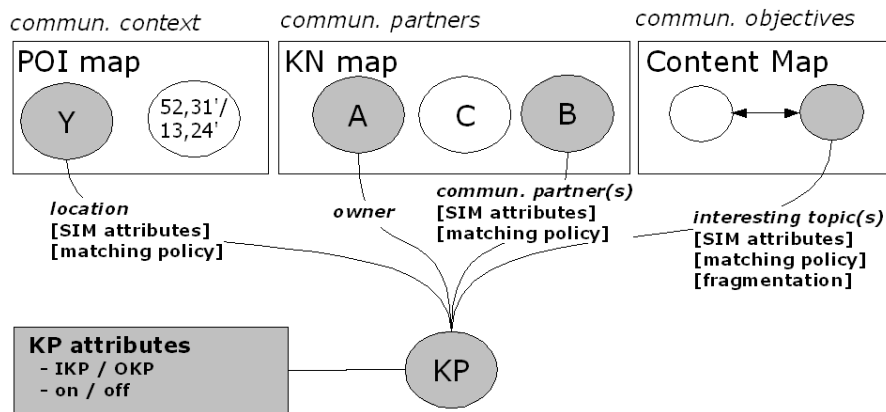 commun. context
commun. partners
commun. objectives
POI map
KN map
Content Map
Y
52,31'/
13,24'
A
C
B
location
[SIM attributes]
[matching policy]
owner
commun. partner(s)
[SIM attributes]
[matching policy]
interesting topic(s)
[SIM attributes]
[matching policy]
[fragmentation]
KP attributes
- IKP / OKP
- on / off
KP